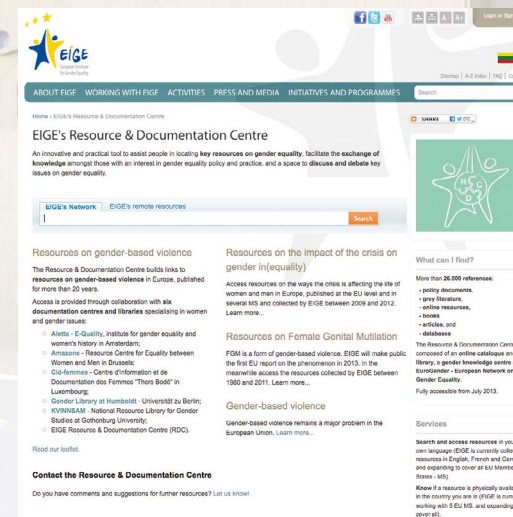 EIGE
European Institute
for Gender Equality
A- A+
Login or Sign
Sitemap | A-Z Index | FAQ |
ABOUT EIGE WORKING WITH EIGE ACTIVITIES PRESS AND MEDIA INITIATIVES AND PROGRAMMES
Search
Home › EIGE's Resource & Documentation Centre
SHARE
EIGE's Resource & Documentation Centre
An innovative and practical tool to assist people in locating key resources on gender equality, facilitate the exchange of
knowledge amongst those with an interest in gender equality policy and practice, and a space to discuss and debate key
issues on gender equality.
EIGE's Network EIGE's remote resources
Search
Resources on gender-based violence
The Resource & Documentation Centre builds links to
resources on gender-based violence in Europe, published
for more than 20 years.
Access is provided through collaboration with six
documentation centres and libraries specialising in women
and gender issues:
Aletta - E-Quality, institute for gender equality and
women's history in Amsterdam;
Amazone - Resource Centre for Equality between
Women and Men in Brussels;
Cid-femmes - Centre d'Information et de
Documentation des Femmes "Thers Bodé" in
Luxembourg;
Gender Library at Humboldt - Universität zu Berlin;
KVINNSAM - National Resource Library for Gender
Studies at Gothenburg University;
EIGE Resource & Documentation Centre (RDC).
Read our leaflet.
Resources on the impact of the crisis on
gender in(equality)
Access resources on the ways the crisis is affecting the life of
women and men in Europe, published at the EU level and in
several MS and collected by EIGE between 2009 and 2012.
Learn more...
Resources on Female Genital Mutilation
FGM is a form of gender-based violence. EIGE will make public
the first EU report on the phenomenon in 2013. In the
meanwhile access the resources collected by EIGE between
1980 and 2011. Learn more...
Gender-based violence
Gender-based violence remains a major problem in the
European Union. Learn more...
Contact the Resource & Documentation Centre
Do you have comments and suggestions for further resources? Let us know!
What can I find?
More than 26.000 references:
- policy documents,
- grey literature,
- online resources,
- books
- articles, and
- databases
The Resource & Documentation Centre
composed of an online catalogue an
library, a gender knowledge centre
EuroGender - European Network on
Gender Equality.
Fully accessible from July 2013.
Services
Search and access resources in you
own language (EIGE is currently collec
resources in English, French and Germ
and expanding to cover all EU Membe
States - MS).
Know if a resource is physically availa
in the country you are in (EIGE is curre
working with 5 EU MS, and expanding
cover all).